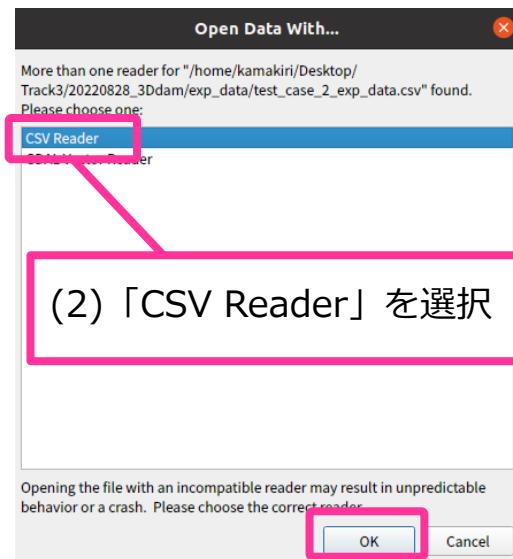 Open Data With...
More than one reader for "/home/kamakiri/Desktop/
Track3/20220828_3Ddam/exp_data/test_case_2_exp_data.csv" found.
Please choose one:
CSV Reader
Reader
(2)「CSV Reader」を選択
Opening the file with an incompatible reader may result in unpredictable
behavior or a crash. Please choose the correct reader
OK
Cancel